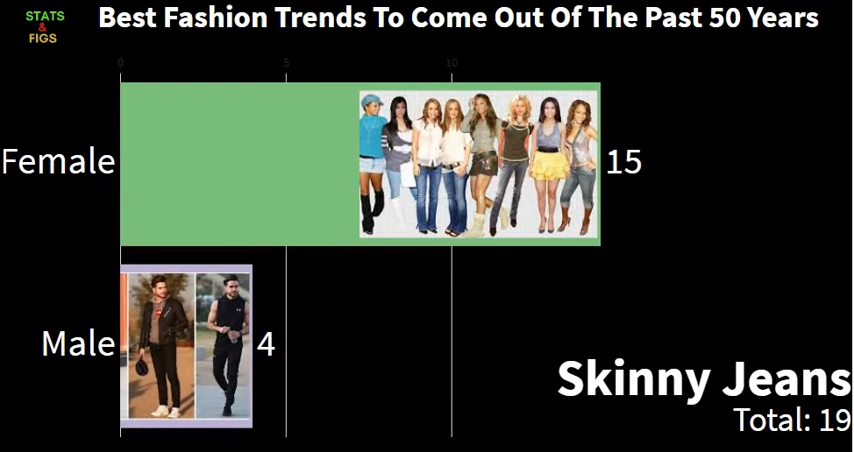 STATS
&
FIGS
Best Fashion Trends To Come Out Of The Past 50 Years
0 5 10
Female 15
Male 4
Skinny Jeans
Total: 19